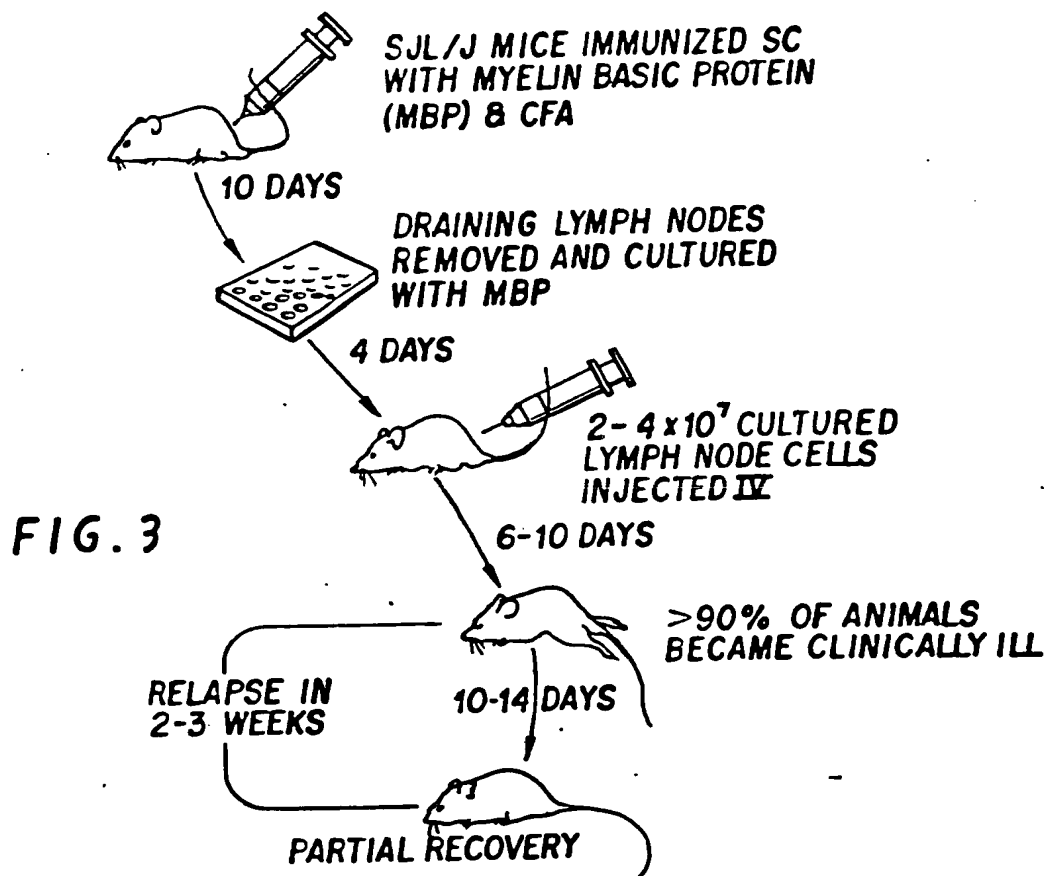 SJL/J MICE IMMUNIZED SC
WITH MYELIN BASIC PROTEIN
(MBP) & CFA
10 DAYS
DRAINING LYMPH NODES
REMOVED AND CULTURED
WITH MBP
4 DAYS
2-4 x 10⁷ CULTURED
LYMPH NODE CELLS
INJECTED IV
FIG. 3
6-10 DAYS
>90% OF ANIMALS
BECAME CLINICALLY ILL
RELAPSE IN
2-3 WEEKS
10-14 DAYS
PARTIAL RECOVERY